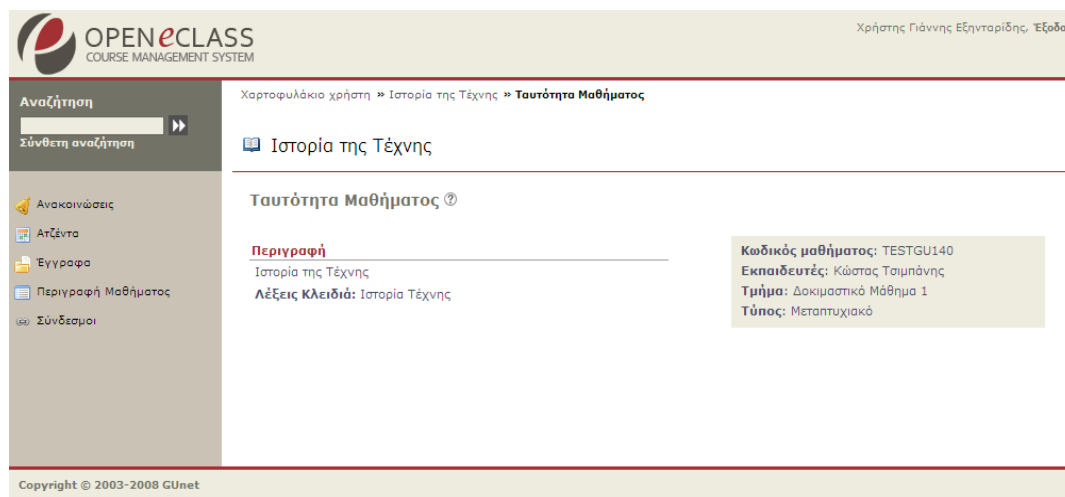 OPENeCLASS
COURSE MANAGEMENT SYSTEM
Χρήστης Γιάννης Εξηνταρίδης, Έξοδο
Αναζήτηση
Σύνθετη αναζήτηση
Χαρτοφυλάκιο χρήστη » Ιστορία της Τέχνης » Ταυτότητα Μαθήματος
Ιστορία της Τέχνης
Ανακοινώσεις
Ατζέντα
Έγγραφα
Περιγραφή Μαθήματος
Σύνδεσμοι
Ταυτότητα Μαθήματος ?
Περιγραφή
Ιστορία της Τέχνης
Λέξεις Κλειδιά: Ιστορία Τέχνης
Κωδικός μαθήματος: TESTGU140
Εκπαιδευτές: Κώστας Τσιμπάνης
Τμήμα: Δοκιμαστικό Μάθημα 1
Τύπος: Μεταπτυχιακό
Copyright © 2003-2008 GUnet